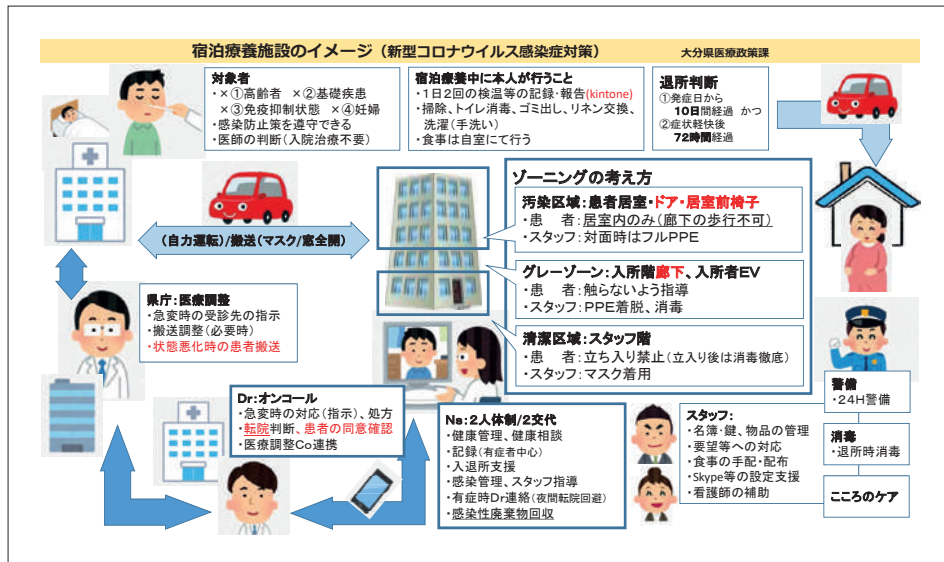 宿泊療養施設のイメージ（新型コロナウイルス感染症対策）
大分県医療政策課
対象者
・×①高齢者　×②基礎疾患
×③免疫抑制状態　×④妊婦
・感染防止策を遵守できる
・医師の判断（入院治療不要）
宿泊療養中に本人が行うこと
・１日２回の検温等の記録・報告(kintone)
・掃除、トイレ消毒、ゴミ出し、リネン交換、
洗濯（手洗い）
・食事は自室にて行う
退所判断
①発症日から
10日間経過　かつ
②症状軽快後
72時間経過
（自力運転）/搬送（マスク/窓全開）
ゾーニングの考え方
汚染区域：患者居室・ドア・居室前椅子
・患　者：居室内のみ（廊下の歩行不可）
・スタッフ：対面時はフルPPE
グレーゾーン：入所階廊下、入所者EV
・患　者：触らないよう指導
・スタッフ：PPE着脱、消毒
清潔区域：スタッフ階
・患　者：立ち入り禁止（立入り後は消毒徹底）
・スタッフ：マスク着用
県庁：医療調整
・急変時の受診先の指示
・搬送調整（必要時）
・状態悪化時の患者搬送
Dr：オンコール
・急変時の対応（指示）、処方
・転院判断、患者の同意確認
・医療調整Co連携
Ns：2人体制/2交代
・健康管理、健康相談
・記録（有症者中心）
・入退所支援
・感染管理、スタッフ指導
・有症時Dr連絡（夜間転院回避）
・感染性廃棄物回収
スタッフ：
・名簿・鍵、物品の管理
・要望等への対応
・食事の手配・配布
・Skype等の設定支援
・看護師の補助
警備
・24H警備
消毒
・退所時消毒
こころのケア